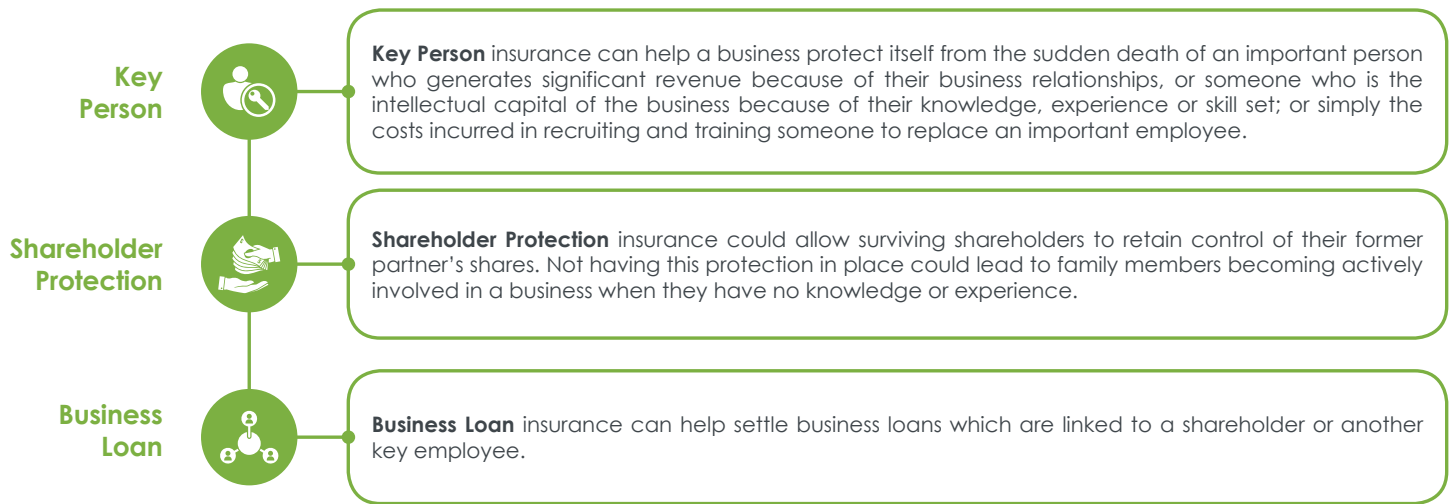 Key
Person
Key Person insurance can help a business protect itself from the sudden death of an important person
who generates significant revenue because of their business relationships, or someone who is the
intellectual capital of the business because of their knowledge, experience or skill set; or simply the
costs incurred in recruiting and training someone to replace an important employee.
Shareholder
Protection
Shareholder Protection insurance could allow surviving shareholders to retain control of their former
partner’s shares. Not having this protection in place could lead to family members becoming actively
involved in a business when they have no knowledge or experience.
Business
Loan
Business Loan insurance can help settle business loans which are linked to a shareholder or another
key employee.